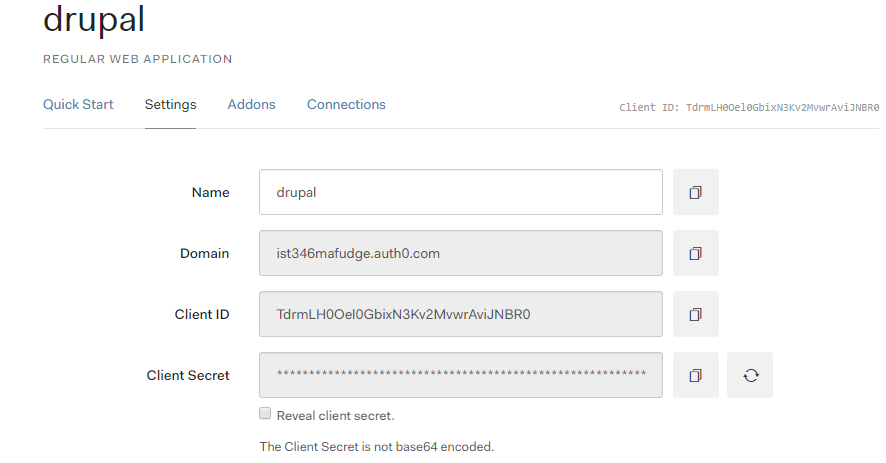 drupal
REGULAR WEB APPLICATION
Quick Start Settings Addons Connections Client ID: TdrmLH0Oel0GbixN3Kv2MvwrAviJNBR0
Name drupal
Domain ist346mafudge.auth0.com
Client ID TdrmLH0Oel0GbixN3Kv2MvwrAviJNBR0
Client Secret ************************************************************
Reveal client secret.
The Client Secret is not base64 encoded.